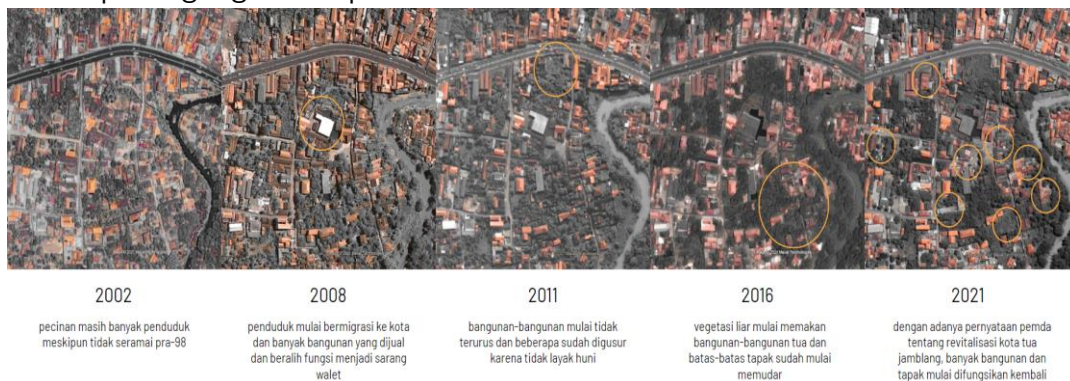 2002
pecinan masih banyak penduduk
meskipun tidak seramai pra-98
2008
penduduk mulai bermigrasi ke kota
dan banyak bangunan yang dijual
dan beralih fungsi menjadi sarang
walet
2011
bangunan-bangunan mulai tidak
terurus dan beberapa sudah digusur
karena tidak layak huni
2016
vegetasi liar mulai memakan
bangunan-bangunan tua dan
batas-batas tapak sudah mulai
memudar
2021
dengan adanya pernyataan pemda
tentang revitalisasi kota tua
jamblang, banyak bangunan dan
tapak mulai difungsikan kembali